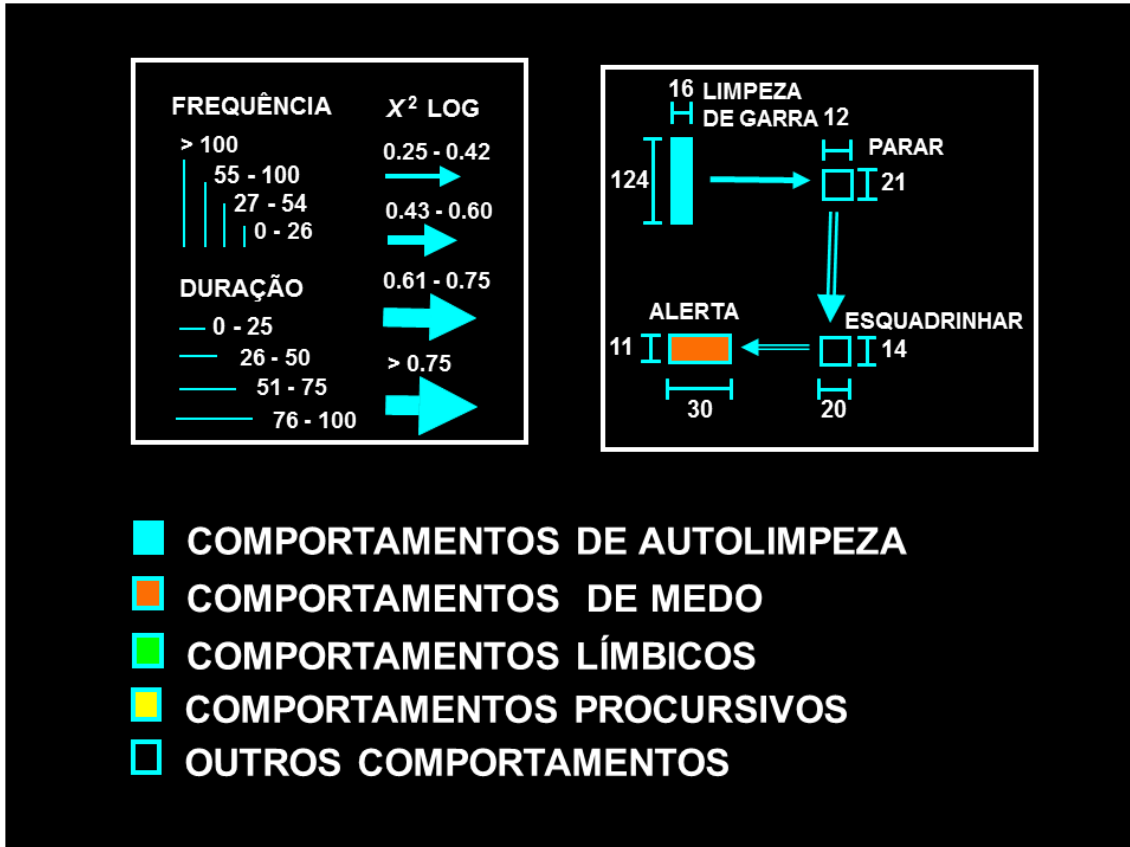 FREQUÊNCIA
> 100
55 - 100
27 - 54
0 - 26
DURAÇÃO
0 - 25
26 - 50
51 - 75
76 - 100
X² LOG
0.25 - 0.42
0.43 - 0.60
0.61 - 0.75
> 0.75
16 LIMPEZA
DE GARRA 12
PARAR
124
21
ALERTA
ESQUADRINHAR
11
14
30
20
COMPORTAMENTOS DE AUTOLIMPEZA
COMPORTAMENTOS DE MEDO
COMPORTAMENTOS LÍMBICOS
COMPORTAMENTOS PROCURSIVOS
OUTROS COMPORTAMENTOS